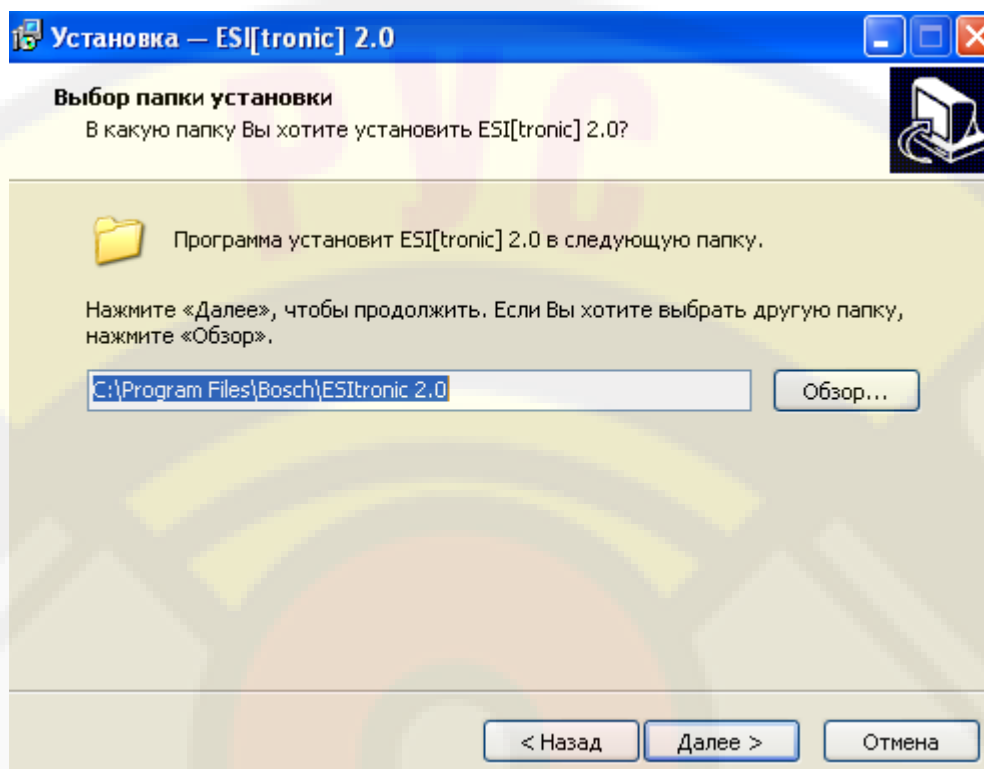 Установка — ESI[tronic] 2.0
РУС
Выбор папки установки
В какую папку Вы хотите установить ESI[tronic] 2.0?
Программа установит ESI[tronic] 2.0 в следующую папку.
Нажмите «Далее», чтобы продолжить. Если Вы хотите выбрать другую папку,
нажмите «Обзор».
C:\Program Files\Bosch\ESItronic 2.0
Обзор...
< Назад
Далее >
Отмена